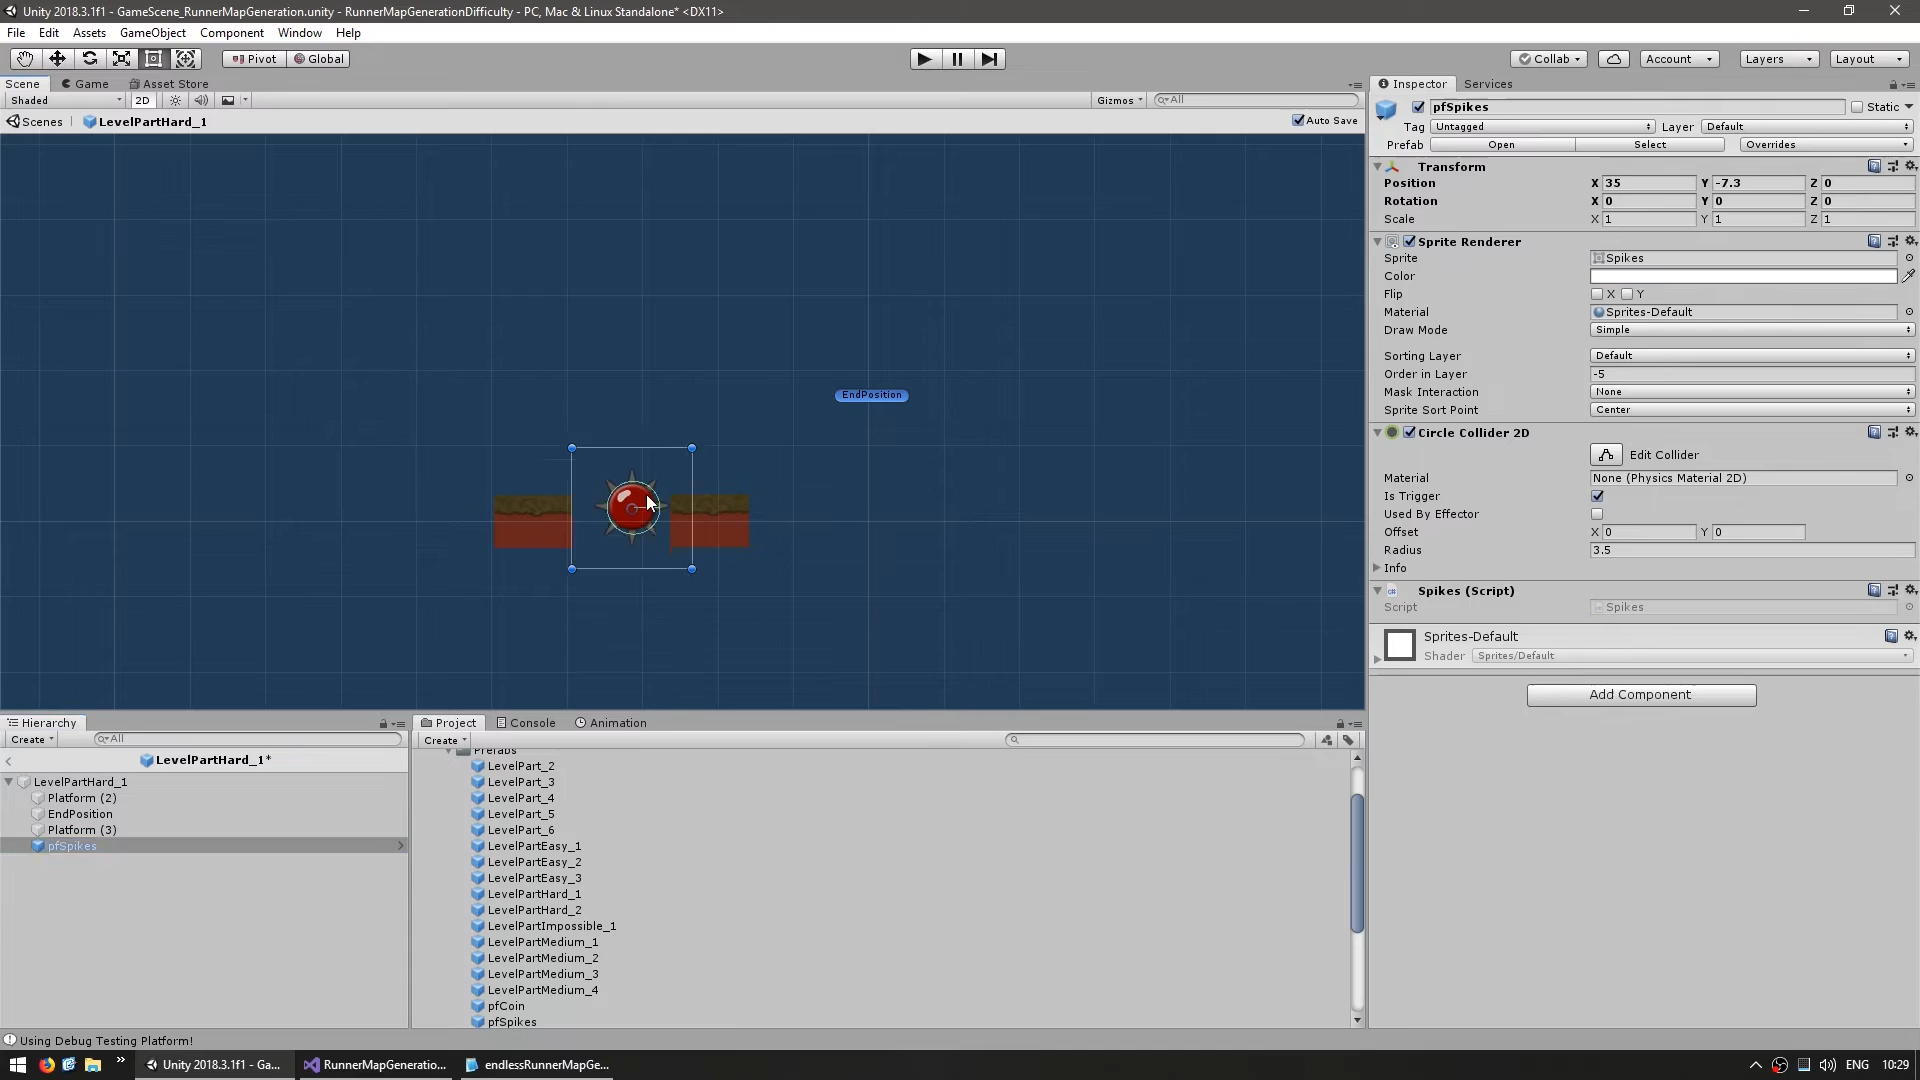 Unity 2018.3.1f1 - GameScene_RunnerMapGeneration.unity - RunnerMapGenerationDifficulty - PC, Mac & Linux Standalone* <DX11>
File Edit Assets GameObject Component Window Help
Pivot Global Collab Account Layers Layout
Scene Game Asset Store
Shaded 2D Gizmos All
Scenes LevelPartHard_1 Auto Save
EndPosition
Inspector Services
pfSpikes Static
Tag Untagged Layer Default
Prefab Open Select Overrides
Transform
Position X 35 Y -7.3 Z 0
Rotation X 0 Y 0 Z 0
Scale X 1 Y 1 Z 1
Sprite Renderer
Sprite Spikes
Color
Flip X Y
Material Sprites-Default
Draw Mode Simple
Sorting Layer Default
Order in Layer -5
Mask Interaction None
Sprite Sort Point Center
Circle Collider 2D
Edit Collider
Material None (Physics Material 2D)
Is Trigger
Used By Effector
Offset X 0 Y 0
Radius 3.5
Info
Spikes (Script)
Script Spikes
Sprites-Default
Shader Sprites/Default
Add Component
Hierarchy
Create All
LevelPartHard_1*
LevelPartHard_1
Platform (2)
EndPosition
Platform (3)
pfSpikes
Project Console Animation
Create
Prefabs
LevelPart_2
LevelPart_3
LevelPart_4
LevelPart_5
LevelPart_6
LevelPartEasy_1
LevelPartEasy_2
LevelPartEasy_3
LevelPartHard_1
LevelPartHard_2
LevelPartImpossible_1
LevelPartMedium_1
LevelPartMedium_2
LevelPartMedium_3
LevelPartMedium_4
pfCoin
pfSpikes
Using Debug Testing Platform!
Unity 2018.3.1f1 - Ga... RunnerMapGeneratio... endlessRunnerMapGe... ENG 10:29